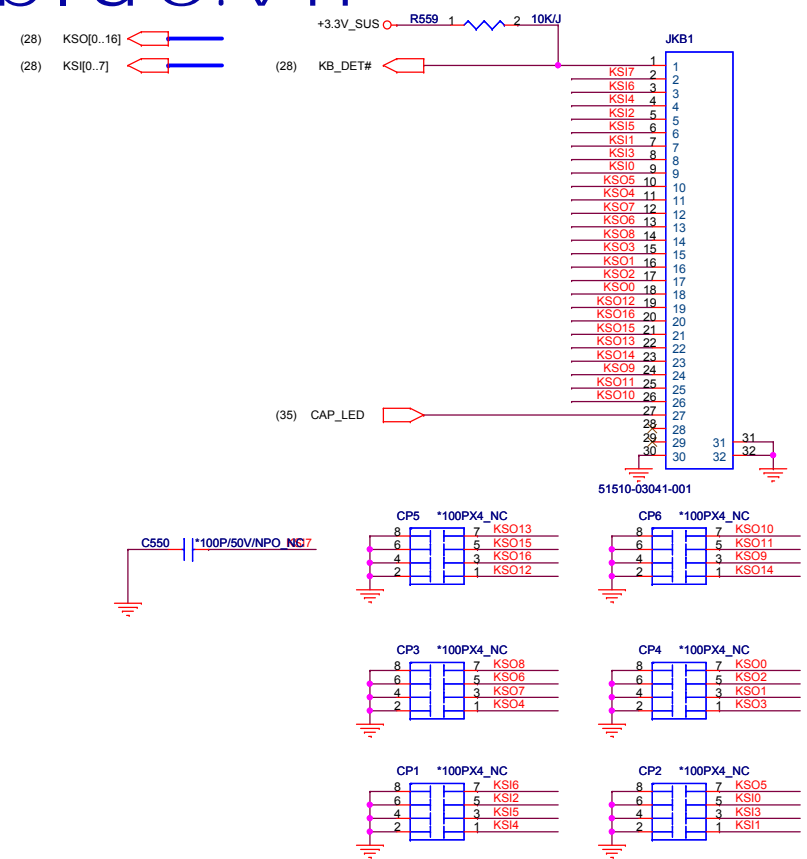 +3.3V_SUS R559 1 2 10K/J
(28) KSO[0..16]
(28) KSI[0..7]
(28) KB_DET#
JKB1
1 1
KSI7 2 2
KSI6 3 3
KSI4 4 4
KSI2 5 5
KSI5 6 6
KSI1 7 7
KSI3 8 8
KSI0 9 9
KSO5 10 10
KSO4 11 11
KSO7 12 12
KSO6 13 13
KSO8 14 14
KSO3 15 15
KSO1 16 16
KSO2 17 17
KSO0 18 18
KSO12 19 19
KSO16 20 20
KSO15 21 21
KSO13 22 22
KSO14 23 23
KSO9 24 24
KSO11 25 25
KSO10 26 26
(35) CAP_LED 27 27
28 28
29 29 31 31
30 30 32 32
51510-03041-001
C550 *100P/50V/NPO_NC
CP5 *100PX4_NC
8 7 KSO13
6 5 KSO15
4 3 KSO16
2 1 KSO12
CP6 *100PX4_NC
8 7 KSO10
6 5 KSO11
4 3 KSO9
2 1 KSO14
CP3 *100PX4_NC
8 7 KSO8
6 5 KSO6
4 3 KSO7
2 1 KSO4
CP4 *100PX4_NC
8 7 KSO0
6 5 KSO2
4 3 KSO1
2 1 KSO3
CP1 *100PX4_NC
8 7 KSI6
6 5 KSI2
4 3 KSI5
2 1 KSI4
CP2 *100PX4_NC
8 7 KSO5
6 5 KSI0
4 3 KSI3
2 1 KSI1